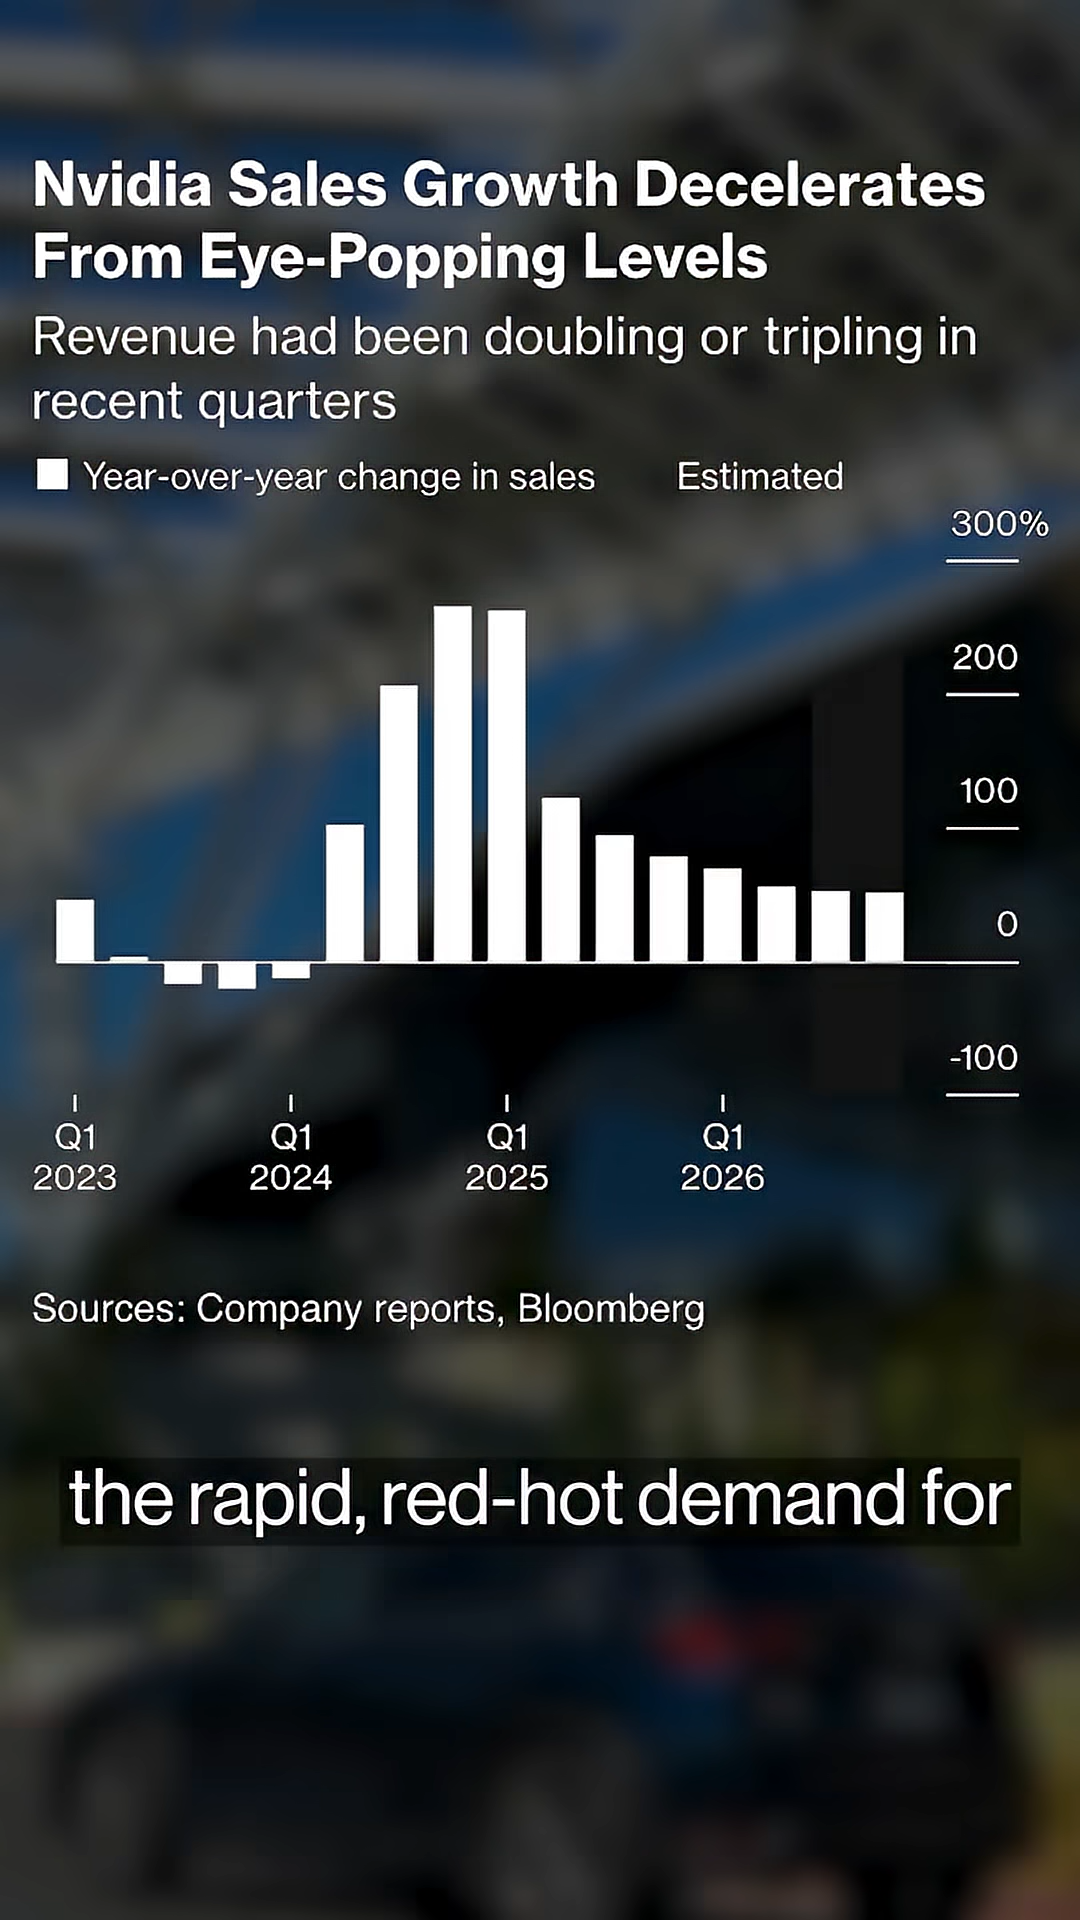 Nvidia Sales Growth Decelerates
From Eye-Popping Levels
Revenue had been doubling or tripling in
recent quarters
Year-over-year change in sales Estimated
300%
200
100
0
-100
Q1 Q1 Q1 Q1
2023 2024 2025 2026
Sources: Company reports, Bloomberg
the rapid, red-hot demand for